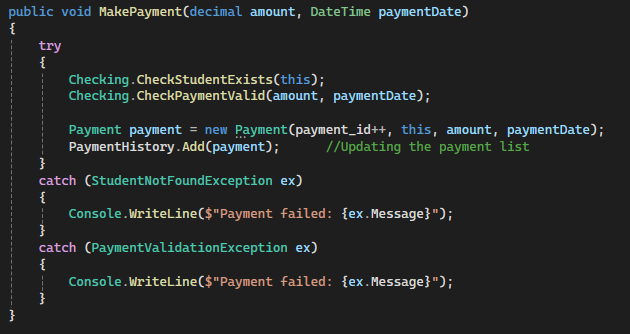 public void MakePayment(decimal amount, DateTime paymentDate)
{
    try
    {
        Checking.CheckStudentExists(this);
        Checking.CheckPaymentValid(amount, paymentDate);

        Payment payment = new Payment(payment_id++, this, amount, paymentDate);
        PaymentHistory.Add(payment);      //Updating the payment list
    }
    catch (StudentNotFoundException ex)
    {
        Console.WriteLine($"Payment failed: {ex.Message}");
    }
    catch (PaymentValidationException ex)
    {
        Console.WriteLine($"Payment failed: {ex.Message}");
    }
}